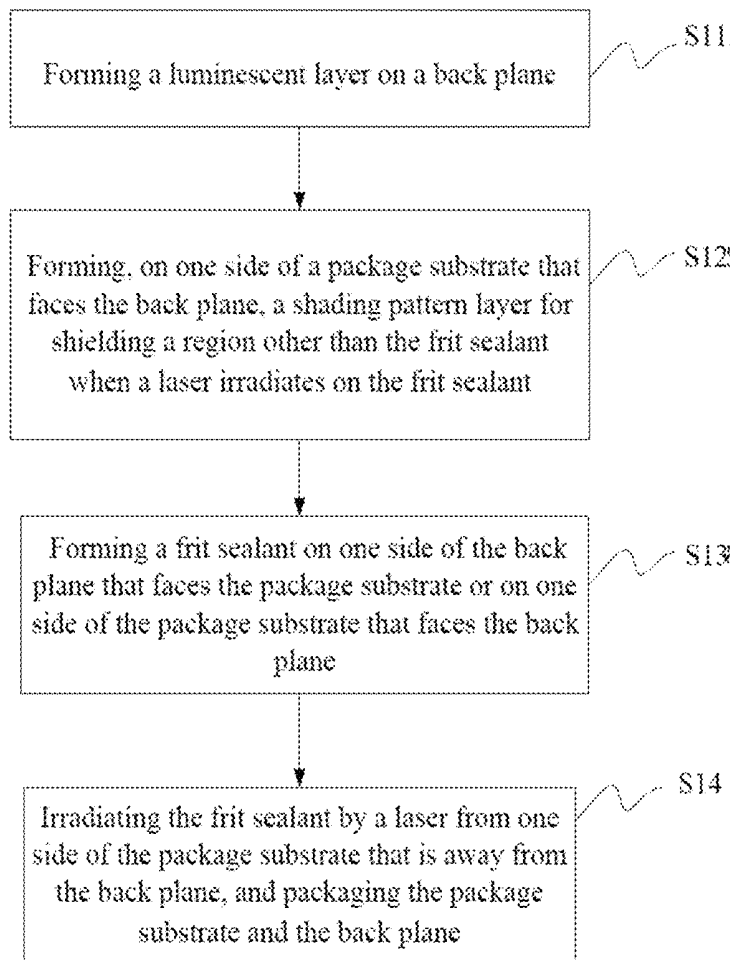 S11
Forming a luminescent layer on a back plane
S12
Forming, on one side of a package substrate that
faces the back plane, a shading pattern layer for
shielding a region other than the frit sealant
when a laser irradiates on the frit sealant
S13
Forming a frit sealant on one side of the back
plane that faces the package substrate or on one
side of the package substrate that faces the back
plane
S14
Irradiating the frit sealant by a laser from one
side of the package substrate that is away from
the back plane, and packaging the package
substrate and the back plane